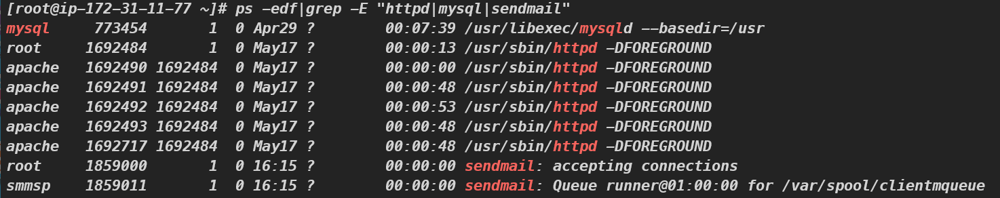 [root@ip-172-31-11-77 ~]# ps -edf|grep -E "httpd|mysql|sendmail"
mysql     773454       1  0 Apr29 ?        00:07:39 /usr/libexec/mysqld --basedir=/usr
root     1692484       1  0 May17 ?        00:00:13 /usr/sbin/httpd -DFOREGROUND
apache   1692490 1692484  0 May17 ?        00:00:00 /usr/sbin/httpd -DFOREGROUND
apache   1692491 1692484  0 May17 ?        00:00:48 /usr/sbin/httpd -DFOREGROUND
apache   1692492 1692484  0 May17 ?        00:00:53 /usr/sbin/httpd -DFOREGROUND
apache   1692493 1692484  0 May17 ?        00:00:48 /usr/sbin/httpd -DFOREGROUND
apache   1692717 1692484  0 May17 ?        00:00:48 /usr/sbin/httpd -DFOREGROUND
root     1859000       1  0 16:15 ?        00:00:00 sendmail: accepting connections
smmsp    1859011       1  0 16:15 ?        00:00:00 sendmail: Queue runner@01:00:00 for /var/spool/clientmqueue